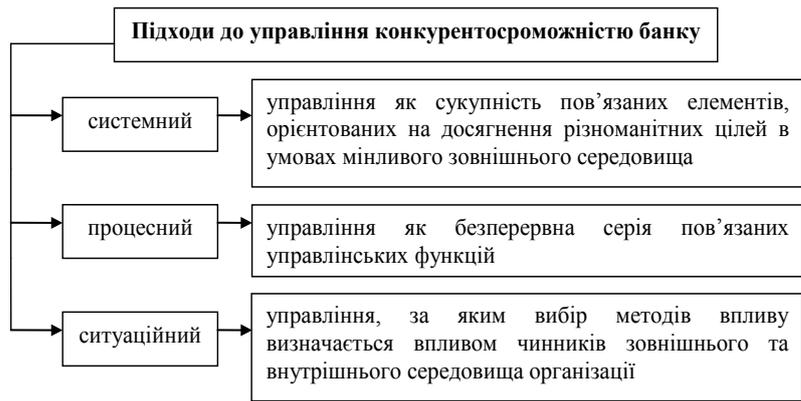 Підходи до управління конкурентосроможністю банку
системний
управління як сукупність пов’язаних елементів,
орієнтованих на досягнення різноманітних цілей в
умовах мінливого зовнішнього середовища
процесний
управління як безперервна серія пов’язаних
управлінських функцій
ситуаційний
управління, за яким вибір методів впливу
визначається впливом чинників зовнішнього та
внутрішнього середовища організації